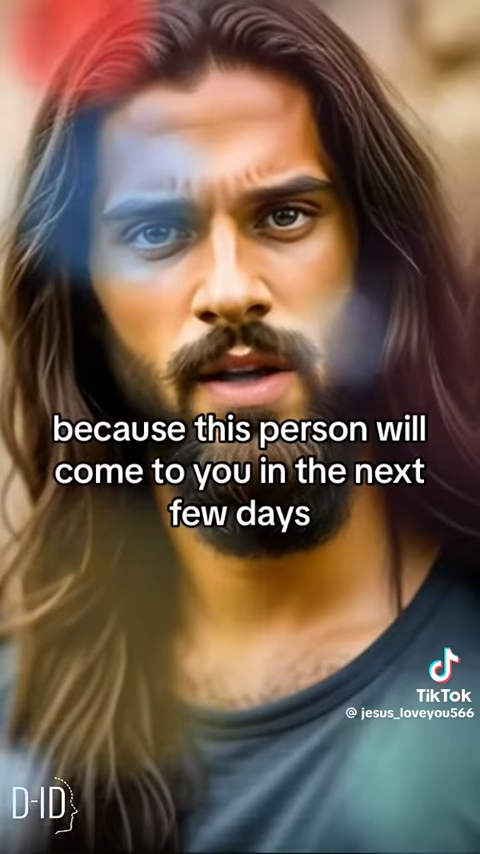 because this person will
come to you in the next
few days
TikTok
@ jesus_loveyou566
D-ID